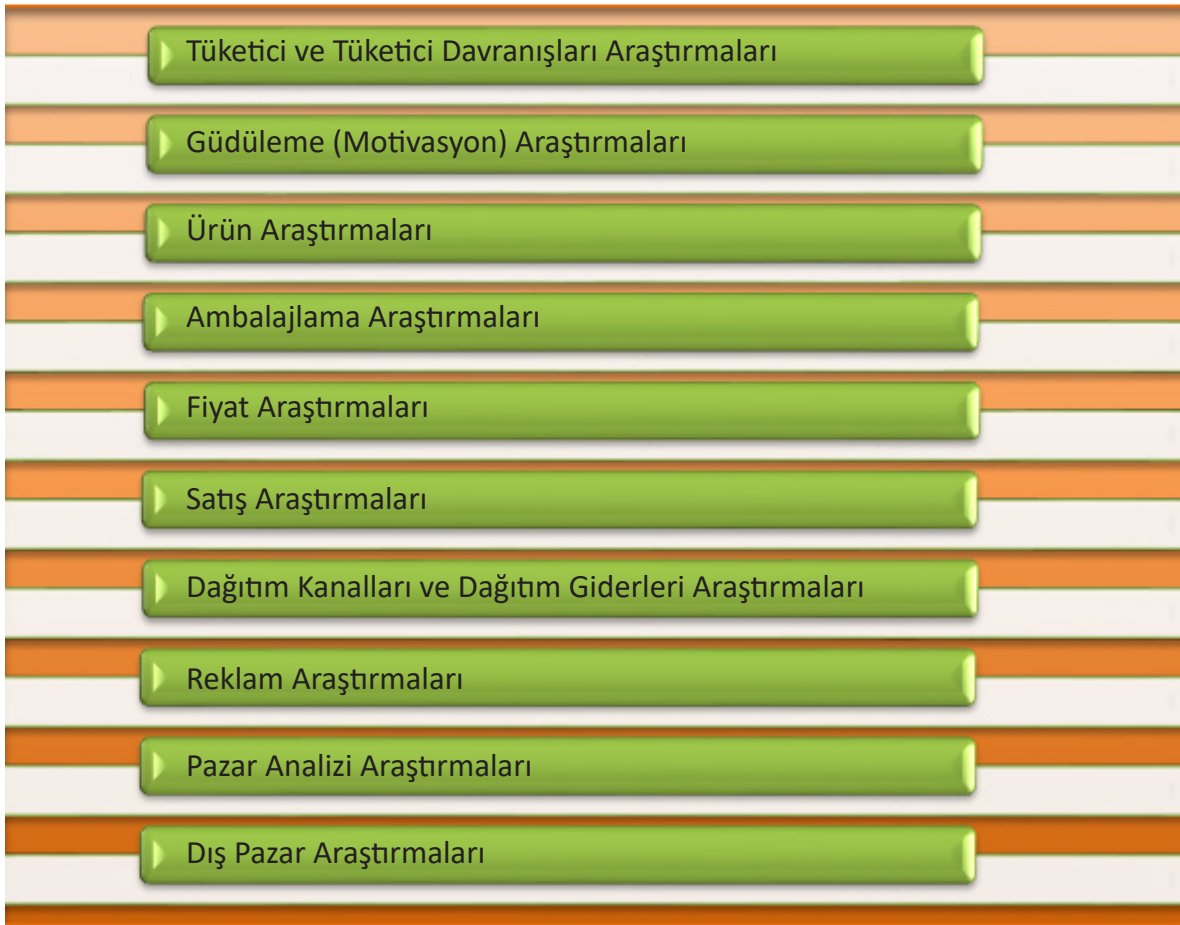 Tüketici ve Tüketici Davranışları Araştırmaları
Güdüleme (Motivasyon) Araştırmaları
Ürün Araştırmaları
Ambalajlama Araştırmaları
Fiyat Araştırmaları
Satış Araştırmaları
Dağıtım Kanalları ve Dağıtım Giderleri Araştırmaları
Reklam Araştırmaları
Pazar Analizi Araştırmaları
Dış Pazar Araştırmaları